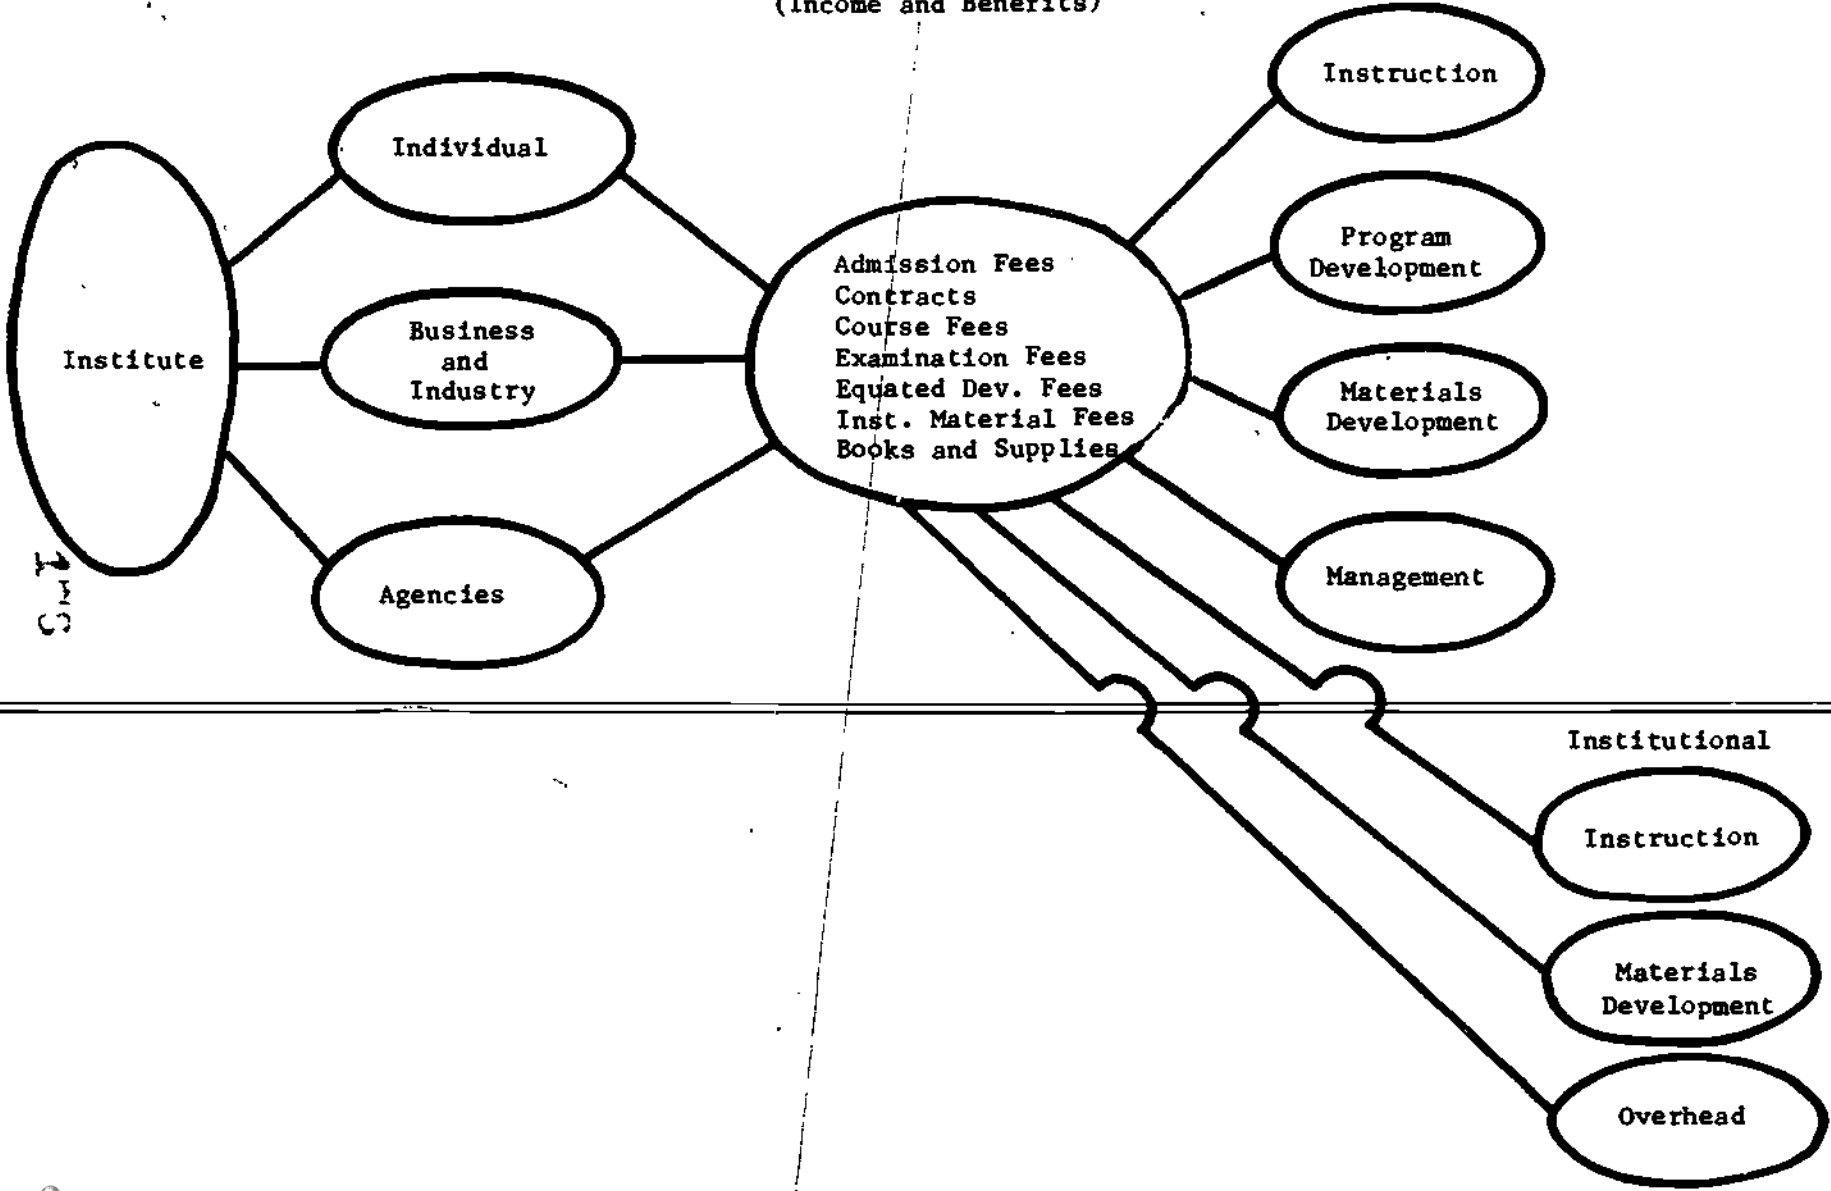 (Income and Benefits)
Instruction
Individual
Program
Development
Admission Fees
Contracts
Course Fees
Examination Fees
Equated Dev. Fees
Inst. Material Fees
Books and Supplies
Business
and
Industry
Institute
Materials
Development
Management
Agencies
Institutional
Instruction
Materials
Development
Overhead